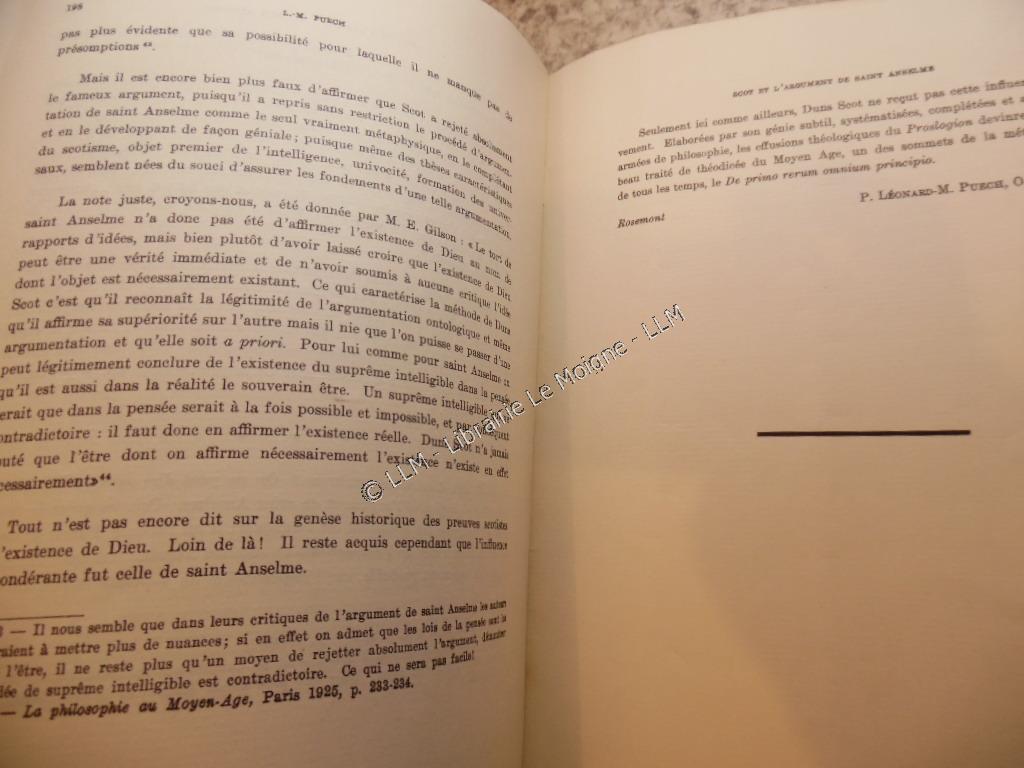 198
L.-M. PUECH
pas plus évidente que sa possibilité pour laquelle il ne manque pas de
présomptions ⁴³.
Mais il est encore bien plus faux d'affirmer que Scot a rejeté absolument
le fameux argument, puisqu'il a repris sans restriction le procédé d'argumen-
tation de saint Anselme comme le seul vraiment métaphysique, en le complétant
et en le développant de façon géniale; puisque même des thèses caractéristiques
du scotisme, objet premier de l'intelligence, univocité, formation des univer-
saux, semblent nées du souci d'assurer les fondements d'une telle argumentation.
La note juste, croyons-nous, a été donnée par M. E. Gilson : « Le tort de
saint Anselme n'a donc pas été d'affirmer l'existence de Dieu au nom de
rapports d'idées, mais bien plutôt d'avoir laissé croire que l'existence de Dieu
peut être une vérité immédiate et de n'avoir soumis à aucune critique l'idée
dont l'objet est nécessairement existant. Ce qui caractérise la méthode de Duns
Scot c'est qu'il reconnaît la légitimité de l'argumentation ontologique et même
qu'il affirme sa supériorité sur l'autre mais il nie que l'on puisse se passer d'une
argumentation et qu'elle soit a priori. Pour lui comme pour saint Anselme on
peut légitimement conclure de l'existence du suprême intelligible dans la pensée
qu'il est aussi dans la réalité le souverain être. Un suprême intelligible qui
erait que dans la pensée serait à la fois possible et impossible, et par conséquent
ontradictoire : il faut donc en affirmer l'existence réelle. Duns Scot n'a jamais
outé que l'être dont on affirme nécessairement l'existence n'existe en effet
cessairement»⁴⁴.
Tout n'est pas encore dit sur la genèse historique des preuves scotistes
l'existence de Dieu. Loin de là! Il reste acquis cependant que l'influence
ondérante fut celle de saint Anselme.
3 — Il nous semble que dans leurs critiques de l'argument de saint Anselme les auteurs
raient à mettre plus de nuances; si en effet on admet que les lois de la pensée sont la
l'être, il ne reste plus qu'un moyen de rejetter absolument l'argument, démontrer
dée de suprême intelligible est contradictoire. Ce qui ne sera pas facile!
— La philosophie au Moyen-Age, Paris 1925, p. 233-234.
SCOT ET L'ARGUMENT DE SAINT ANSELME
Seulement ici comme ailleurs, Duns Scot ne reçut pas cette influen
vement. Elaborées par son génie subtil, systématisées, complétées et a
armées de philosophie, les effusions théologiques du Proslogion devinre
beau traité de théodicée du Moyen Age, un des sommets de la mé
de tous les temps, le De primo rerum omnium principio.
P. LÉONARD-M. PUECH, O
Rosemont
© LLM - Librairie Le Moigne - LLM